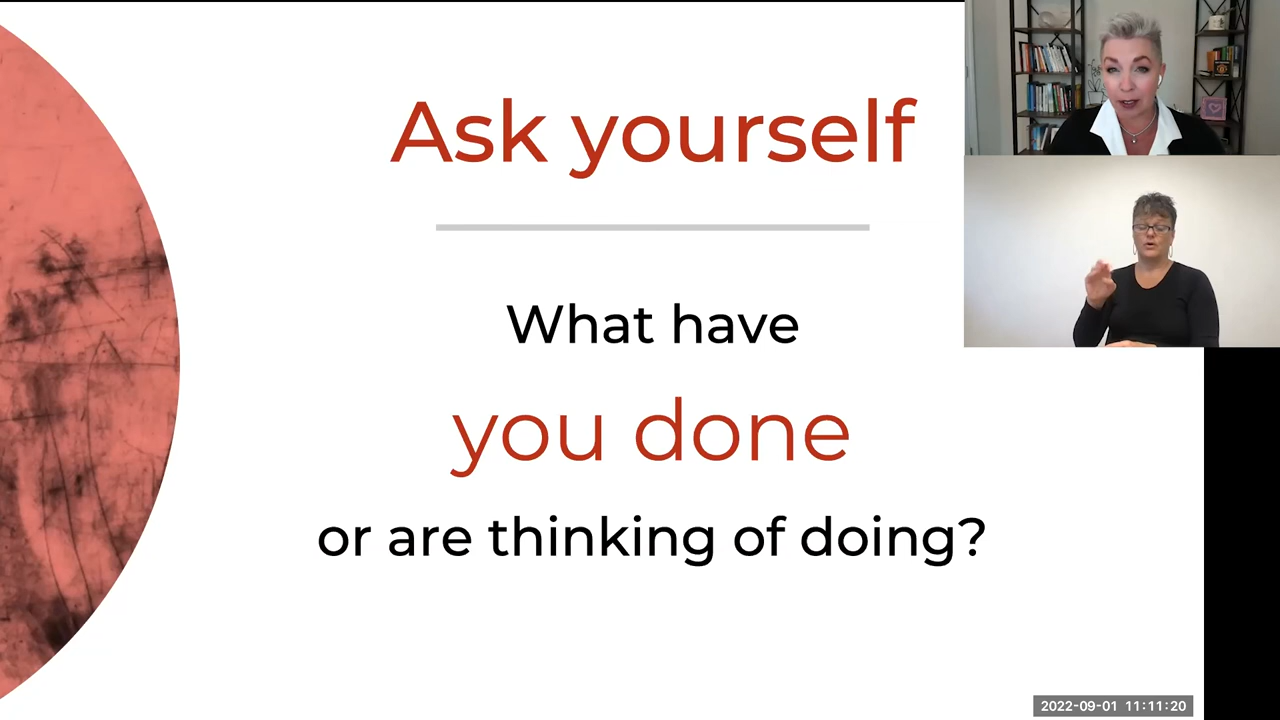 Ask yourself
What have
you done
or are thinking of doing?
2022-09-01 11:11:20